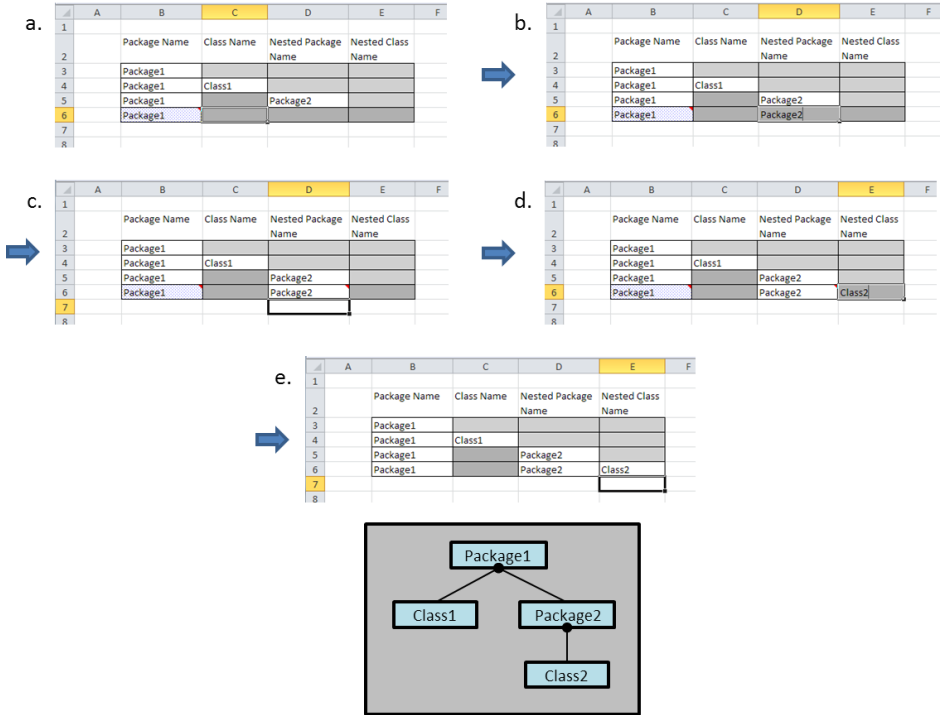 a.
A B C D E F
1
Package Name Class Name Nested Package Nested Class
2 Name Name
3 Package1
4 Package1 Class1
5 Package1 Package2
6 Package1
7
8
b.
A B C D E F
1
Package Name Class Name Nested Package Nested Class
2 Name Name
3 Package1
4 Package1 Class1
5 Package1 Package2
6 Package1 Package2
7
8
c.
A B C D E F
1
Package Name Class Name Nested Package Nested Class
2 Name Name
3 Package1
4 Package1 Class1
5 Package1 Package2
6 Package1 Package2
7
8
d.
A B C D E F
1
Package Name Class Name Nested Package Nested Class
2 Name Name
3 Package1
4 Package1 Class1
5 Package1 Package2
6 Package1 Package2 Class2
7
8
e.
A B C D E F
1
Package Name Class Name Nested Package Nested Class
2 Name Name
3 Package1
4 Package1 Class1
5 Package1 Package2
6 Package1 Package2 Class2
7
8
Package1
Class1 Package2
Class2